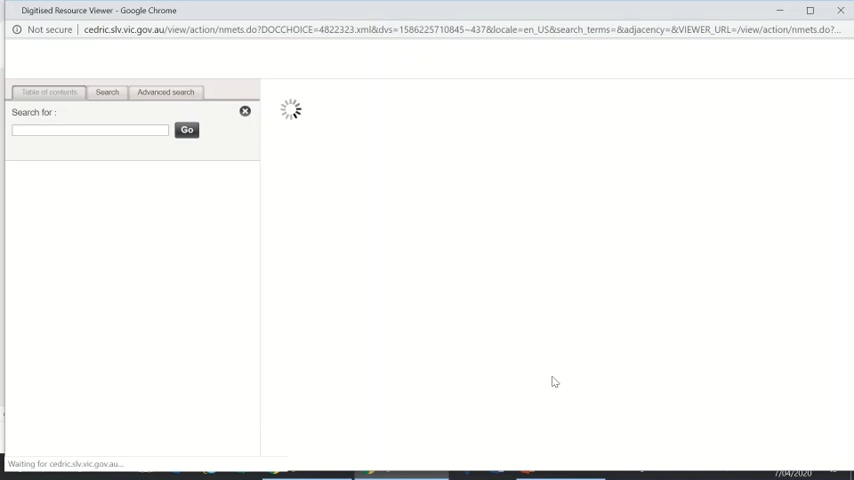 Digitised Resource Viewer - Google Chrome
Not secure | cedric.slv.vic.gov.au/view/action/nmets.do?DOCCHOICE=4822323.xml&dvs=1586225710845~437&locale=en_US&search_terms=&adjacency=&VIEWER_URL=/view/action/nmets.do?...
Table of contents Search Advanced search
Search for :
Go
Waiting for cedric.slv.vic.gov.au...
7/04/2020